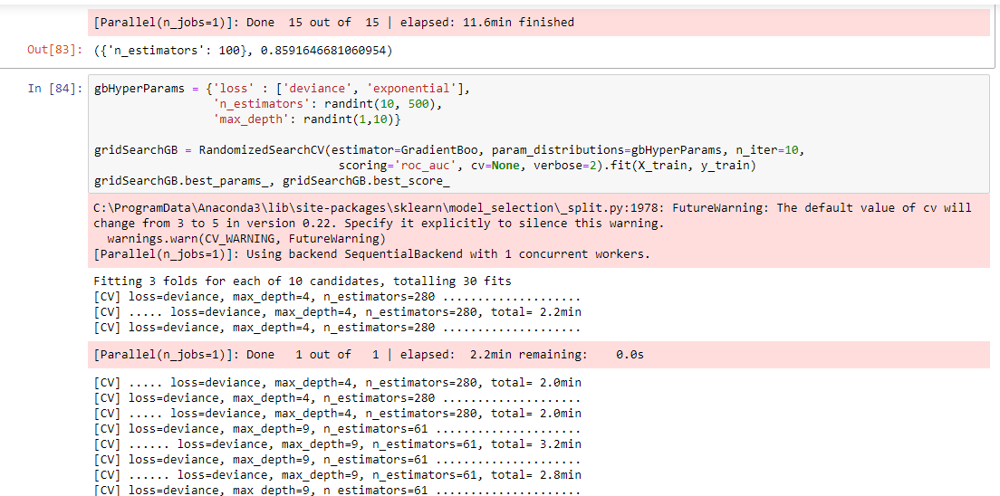 [Parallel(n_jobs=1)]: Done  15 out of  15 | elapsed: 11.6min finished
Out[83]: ({'n_estimators': 100}, 0.8591646681060954)
In [84]: gbHyperParams = {'loss' : ['deviance', 'exponential'],
                 'n_estimators': randint(10, 500),
                 'max_depth': randint(1,10)}
gridSearchGB = RandomizedSearchCV(estimator=GradientBoo, param_distributions=gbHyperParams, n_iter=10,
                                   scoring='roc_auc', cv=None, verbose=2).fit(X_train, y_train)
gridSearchGB.best_params_, gridSearchGB.best_score_
C:\ProgramData\Anaconda3\lib\site-packages\sklearn\model_selection\_split.py:1978: FutureWarning: The default value of cv will
change from 3 to 5 in version 0.22. Specify it explicitly to silence this warning.
  warnings.warn(CV_WARNING, FutureWarning)
[Parallel(n_jobs=1)]: Using backend SequentialBackend with 1 concurrent workers.
Fitting 3 folds for each of 10 candidates, totalling 30 fits
[CV] loss=deviance, max_depth=4, n_estimators=280 ....................
[CV] ..... loss=deviance, max_depth=4, n_estimators=280, total= 2.2min
[CV] loss=deviance, max_depth=4, n_estimators=280 ....................
[Parallel(n_jobs=1)]: Done   1 out of   1 | elapsed:  2.2min remaining:    0.0s
[CV] ..... loss=deviance, max_depth=4, n_estimators=280, total= 2.0min
[CV] loss=deviance, max_depth=4, n_estimators=280 ....................
[CV] ..... loss=deviance, max_depth=4, n_estimators=280, total= 2.0min
[CV] loss=deviance, max_depth=9, n_estimators=61 .....................
[CV] ...... loss=deviance, max_depth=9, n_estimators=61, total= 3.2min
[CV] loss=deviance, max_depth=9, n_estimators=61 .....................
[CV] ...... loss=deviance, max_depth=9, n_estimators=61, total= 2.8min
[CV] loss=deviance, max_depth=9, n_estimators=61 .....................